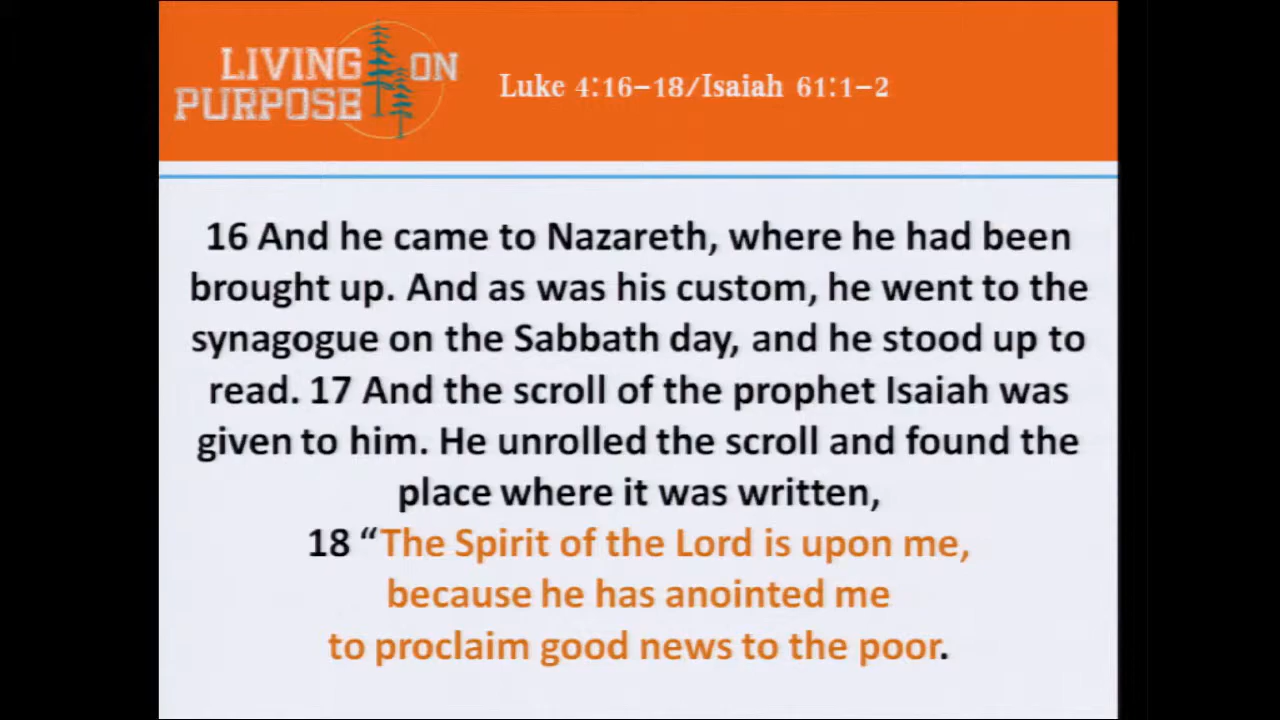 LIVING ON
PURPOSE
Luke 4:16-18/Isaiah 61:1-2
16 And he came to Nazareth, where he had been
brought up. And as was his custom, he went to the
synagogue on the Sabbath day, and he stood up to
read. 17 And the scroll of the prophet Isaiah was
given to him. He unrolled the scroll and found the
place where it was written,
18 “The Spirit of the Lord is upon me,
because he has anointed me
to proclaim good news to the poor.